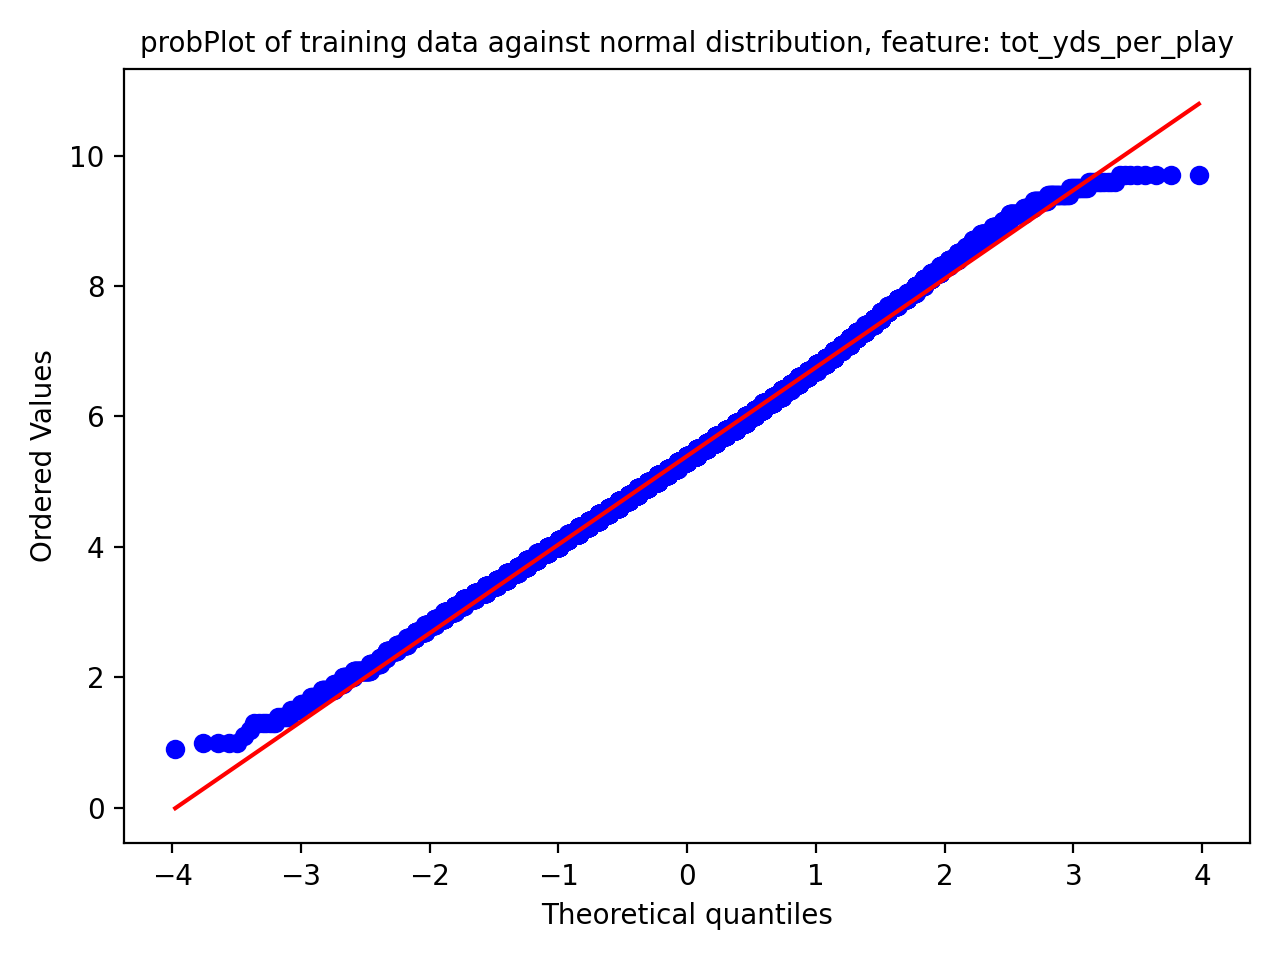 probPlot of training data against normal distribution, feature: tot_yds_per_play
10
8
6
4
2
0
Ordered Values
−4 −3 −2 −1 0 1 2 3 4
Theoretical quantiles